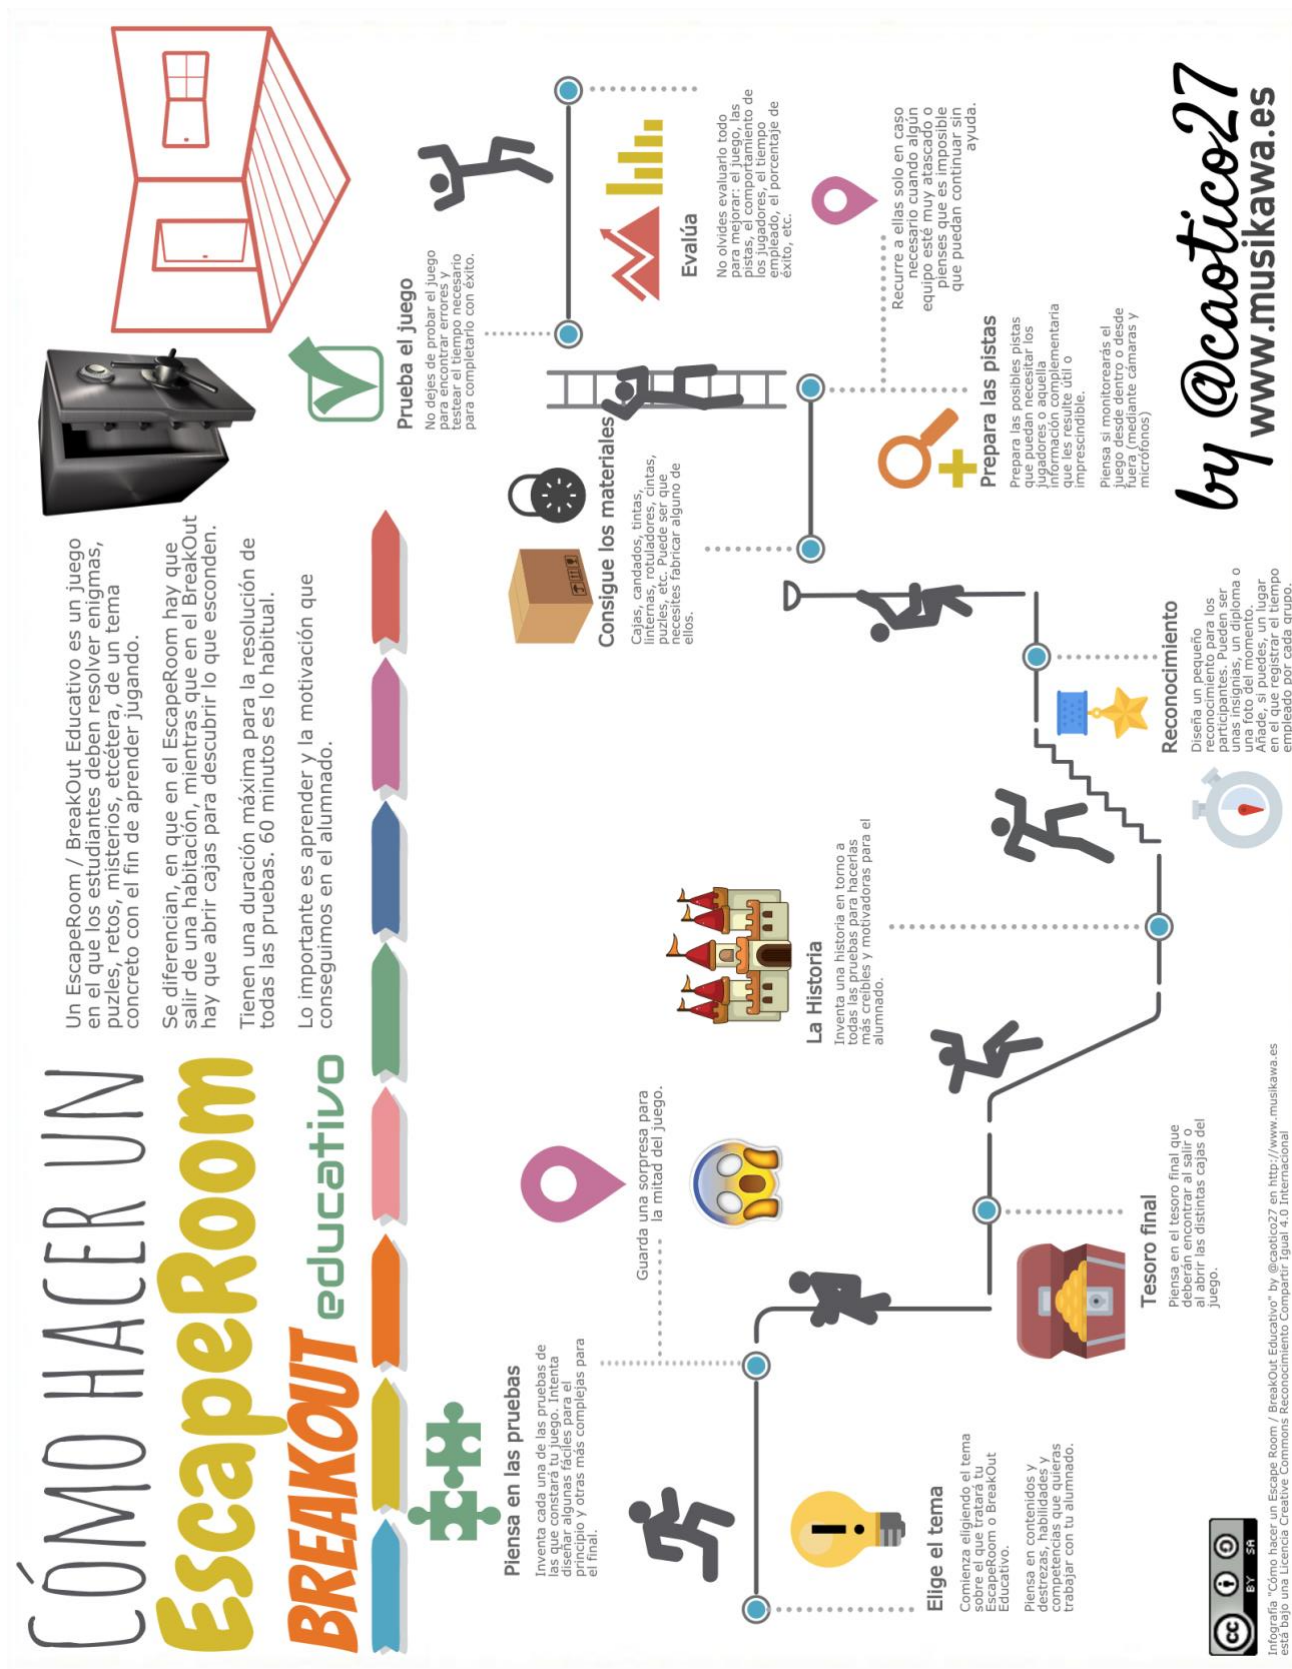 CÓMO HACER UN
EscapeRoom
BREAKOUT educativo
Un EscapeRoom / BreakOut Educativo es un juego
en el que los estudiantes deben resolver enigmas,
puzles, retos, misterios, etcétera, de un tema
concreto con el fin de aprender jugando.
Se diferencian, en que en el EscapeRoom hay que
salir de una habitación, mientras que en el BreakOut
hay que abrir cajas para descubrir lo que esconden.
Tienen una duración máxima para la resolución de
todas las pruebas. 60 minutos es lo habitual.
Lo importante es aprender y la motivación que
conseguimos en el alumnado.
Elige el tema
Comienza eligiendo el tema
sobre el que tratará tu
EscapeRoom o BreakOut
Educativo.
Piensa en contenidos y
destrezas, habilidades y
competencias que quieras
trabajar con tu alumnado.
Piensa en las pruebas
Inventa cada una de las pruebas de
las que constará tu juego. Intenta
diseñar algunas fáciles para el
principio y otras más complejas para
el final.
Guarda una sorpresa para
la mitad del juego.
Tesoro final
Piensa en el tesoro final que
deberán encontrar al salir o
al abrir las distintas cajas del
juego.
La Historia
Inventa una historia en torno a
todas las pruebas para hacerlas
más creíbles y motivadoras para el
alumnado.
Reconocimiento
Diseña un pequeño
reconocimiento para los
participantes. Pueden ser
unas insignias, un diploma o
una foto del momento.
Añade, si puedes, un lugar
en el que registrar el tiempo
empleado por cada grupo.
Consigue los materiales
Cajas, candados, tintas,
linternas, rotuladores, cintas,
puzles, etc. Puede ser que
necesites fabricar alguno de
ellos.
Prepara las pistas
Prepara las posibles pistas
que puedan necesitar los
jugadores o aquella
información complementaria
que les resulte útil o
imprescindible.
Piensa si monitorearás el
juego desde dentro o desde
fuera (mediante cámaras y
micrófonos)
Recurre a ellas solo en caso
necesario cuando algún
equipo esté muy atascado o
pienses que es imposible
que puedan continuar sin
ayuda.
Prueba el juego
No dejes de probar el juego
para encontrar errores y
testear el tiempo necesario
para completarlo con éxito.
Evalúa
No olvides evaluarlo todo
para mejorar: el juego, las
pistas, el comportamiento de
los jugadores, el tiempo
empleado, el porcentaje de
éxito, etc.
by @caotico27
www.musikawa.es
cc BY SA
Infografía "Cómo hacer un Escape Room / BreakOut Educativo" by @caotico27 en http://www.musikawa.es
está bajo una Licencia Creative Commons Reconocimiento Compartir Igual 4.0 Internacional